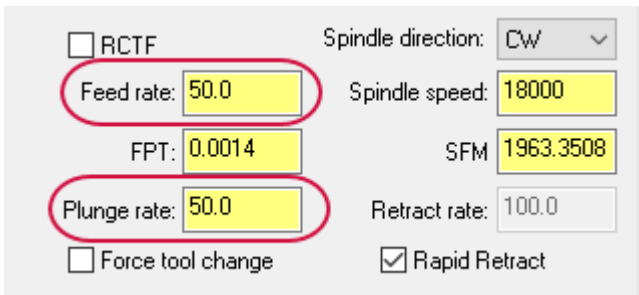 RCTF Spindle direction: CW
Feed rate: 50.0 Spindle speed: 18000
FPT: 0.0014 SFM 1963.3508
Plunge rate: 50.0 Retract rate: 100.0
Force tool change Rapid Retract